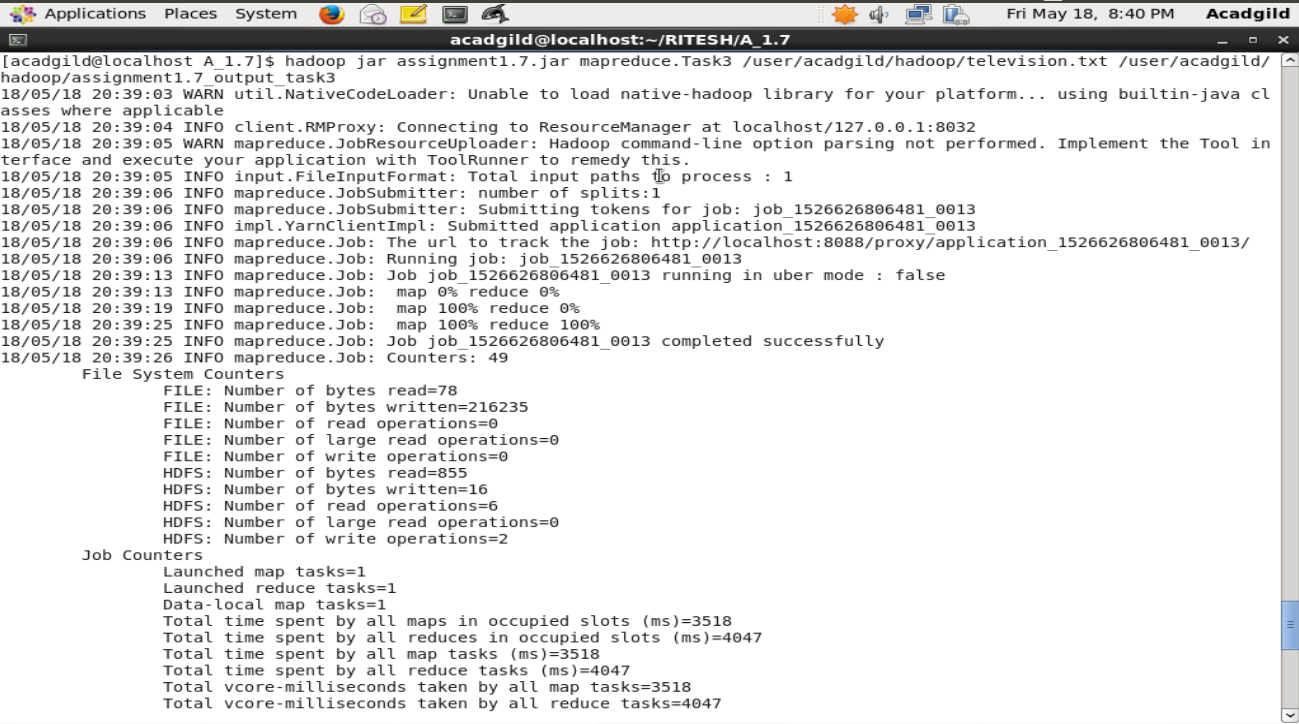 Applications Places System Fri May 18, 8:40 PM Acadgild
acadgild@localhost:~/RITESH/A_1.7
[acadgild@localhost A_1.7]$ hadoop jar assignment1.7.jar mapreduce.Task3 /user/acadgild/hadoop/television.txt /user/acadgild/
hadoop/assignment1.7_output_task3
18/05/18 20:39:03 WARN util.NativeCodeLoader: Unable to load native-hadoop library for your platform... using builtin-java cl
asses where applicable
18/05/18 20:39:04 INFO client.RMProxy: Connecting to ResourceManager at localhost/127.0.0.1:8032
18/05/18 20:39:05 WARN mapreduce.JobResourceUploader: Hadoop command-line option parsing not performed. Implement the Tool in
terface and execute your application with ToolRunner to remedy this.
18/05/18 20:39:05 INFO input.FileInputFormat: Total input paths to process : 1
18/05/18 20:39:06 INFO mapreduce.JobSubmitter: number of splits:1
18/05/18 20:39:06 INFO mapreduce.JobSubmitter: Submitting tokens for job: job_1526626806481_0013
18/05/18 20:39:06 INFO impl.YarnClientImpl: Submitted application application_1526626806481_0013
18/05/18 20:39:06 INFO mapreduce.Job: The url to track the job: http://localhost:8088/proxy/application_1526626806481_0013/
18/05/18 20:39:06 INFO mapreduce.Job: Running job: job_1526626806481_0013
18/05/18 20:39:13 INFO mapreduce.Job: Job job_1526626806481_0013 running in uber mode : false
18/05/18 20:39:13 INFO mapreduce.Job:  map 0% reduce 0%
18/05/18 20:39:19 INFO mapreduce.Job:  map 100% reduce 0%
18/05/18 20:39:25 INFO mapreduce.Job:  map 100% reduce 100%
18/05/18 20:39:25 INFO mapreduce.Job: Job job_1526626806481_0013 completed successfully
18/05/18 20:39:26 INFO mapreduce.Job: Counters: 49
File System Counters
FILE: Number of bytes read=78
FILE: Number of bytes written=216235
FILE: Number of read operations=0
FILE: Number of large read operations=0
FILE: Number of write operations=0
HDFS: Number of bytes read=855
HDFS: Number of bytes written=16
HDFS: Number of read operations=6
HDFS: Number of large read operations=0
HDFS: Number of write operations=2
Job Counters
Launched map tasks=1
Launched reduce tasks=1
Data-local map tasks=1
Total time spent by all maps in occupied slots (ms)=3518
Total time spent by all reduces in occupied slots (ms)=4047
Total time spent by all map tasks (ms)=3518
Total time spent by all reduce tasks (ms)=4047
Total vcore-milliseconds taken by all map tasks=3518
Total vcore-milliseconds taken by all reduce tasks=4047